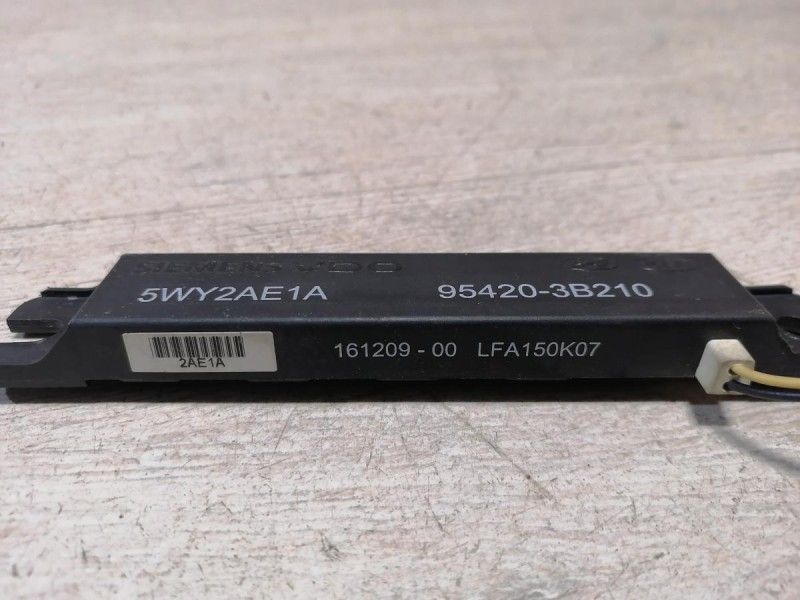 SIEMENS VDO
5WY2AE1A 95420-3B210
2AE1A
161209 - 00 LFA150K07